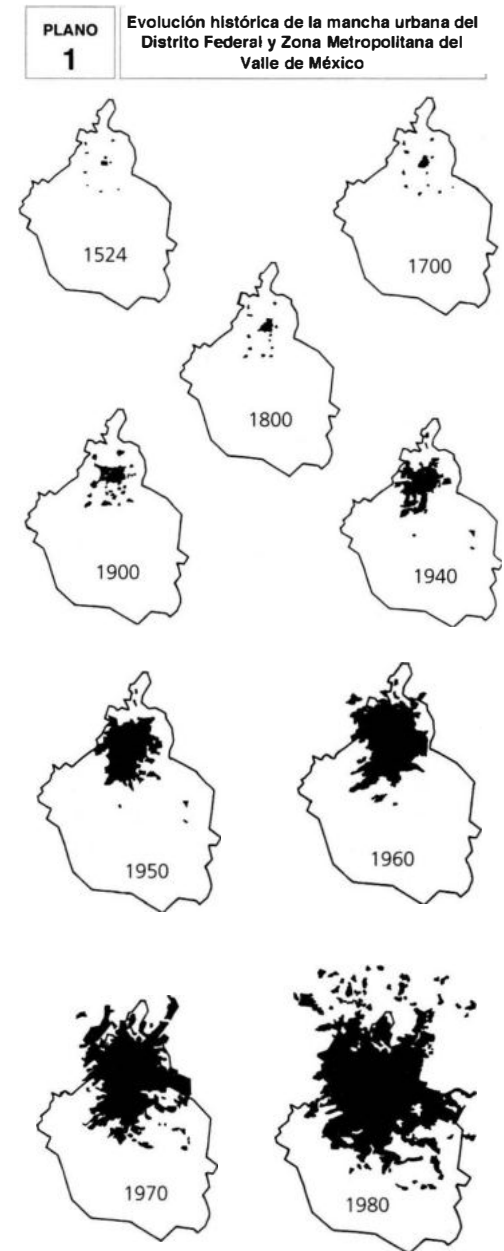 PLANO
1
Evolución histórica de la mancha urbana del
Distrito Federal y Zona Metropolitana del
Valle de México
1524
1700
1800
1900
1940
1950
1960
1970
1980